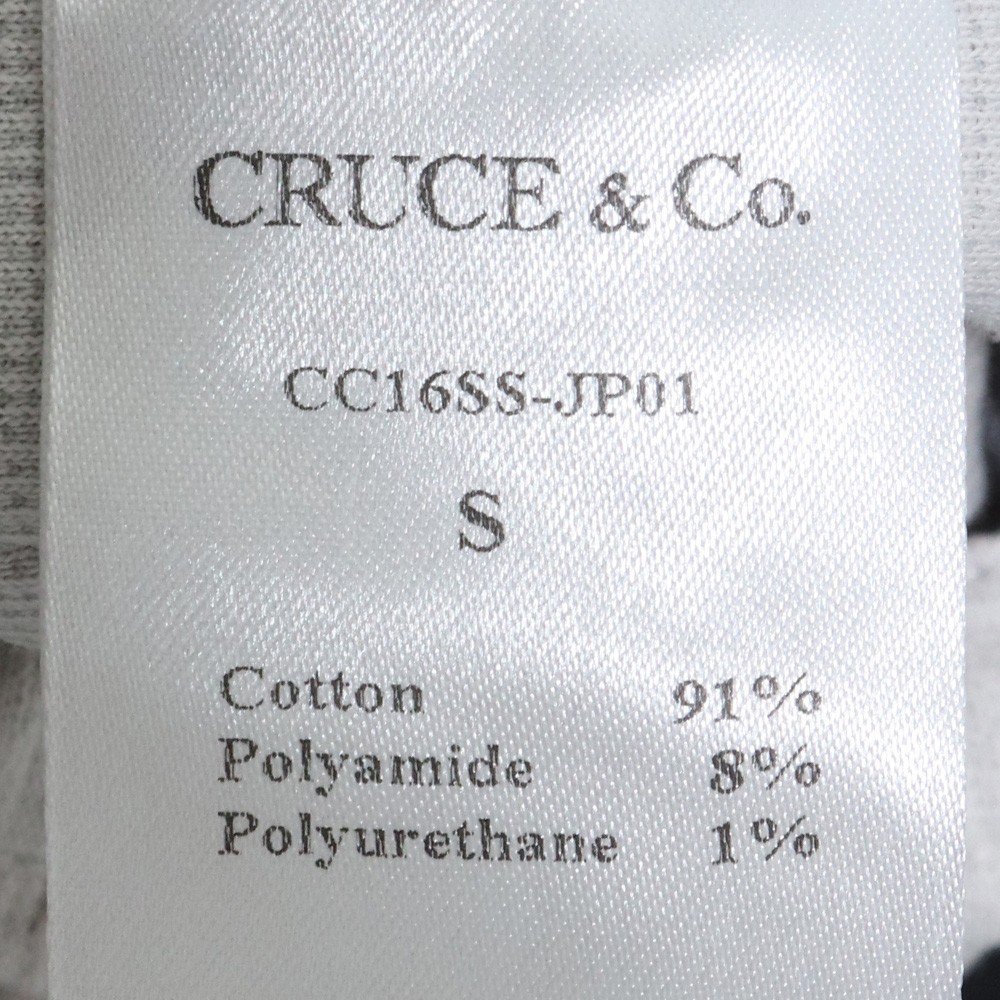 CRUCE & Co.
CC16SS-JP01
S
Cotton 91%
Polyamide 8%
Polyurethane 1%